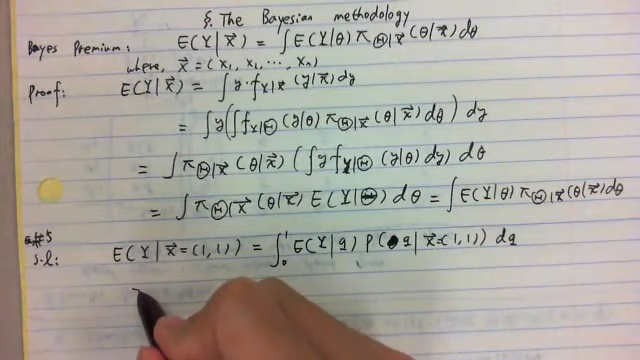 §. The Bayesian methodology
Bayes Premium: E(Y|x⃗) = ∫ E(Y|θ) π_{Θ|x⃗}(θ|x⃗) dθ
where, x⃗ = (x₁, x₂, ..., xₙ)
Proof: E(Y|x⃗) = ∫ y · f_{Y|x⃗}(y|x⃗) dy
= ∫ y (∫ f_{Y|Θ}(y|θ) π_{Θ|x⃗}(θ|x⃗) dθ) dy
= ∫ π_{Θ|x⃗}(θ|x⃗) (∫ y f_{Y|Θ}(y|θ) dy) dθ
= ∫ π_{Θ|x⃗}(θ|x⃗) E(Y|Θ) dθ = ∫ E(Y|θ) π_{Θ|x⃗}(θ|x⃗) dθ
#5
sol: E(Y|x⃗=(1,1)) = ∫₀¹ E(Y|q) P(q|x⃗=(1,1)) dq